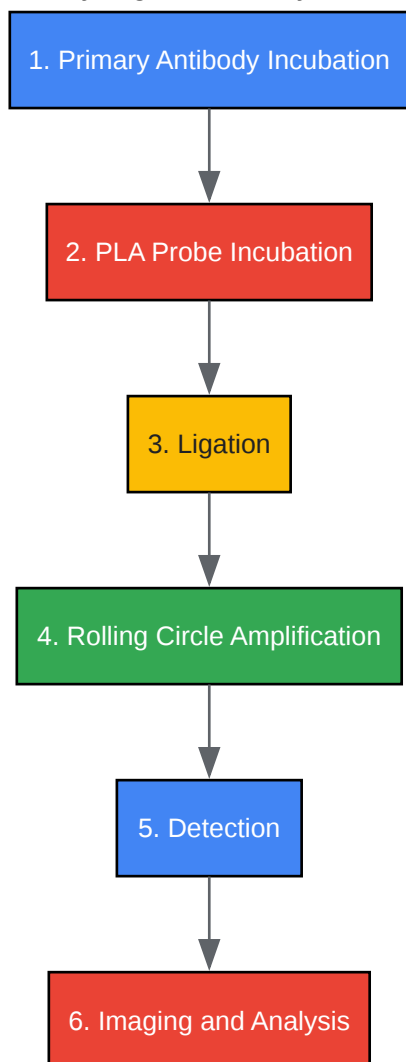 1. Primary Antibody Incubation
2. PLA Probe Incubation
3. Ligation
4. Rolling Circle Amplification
5. Detection
6. Imaging and Analysis